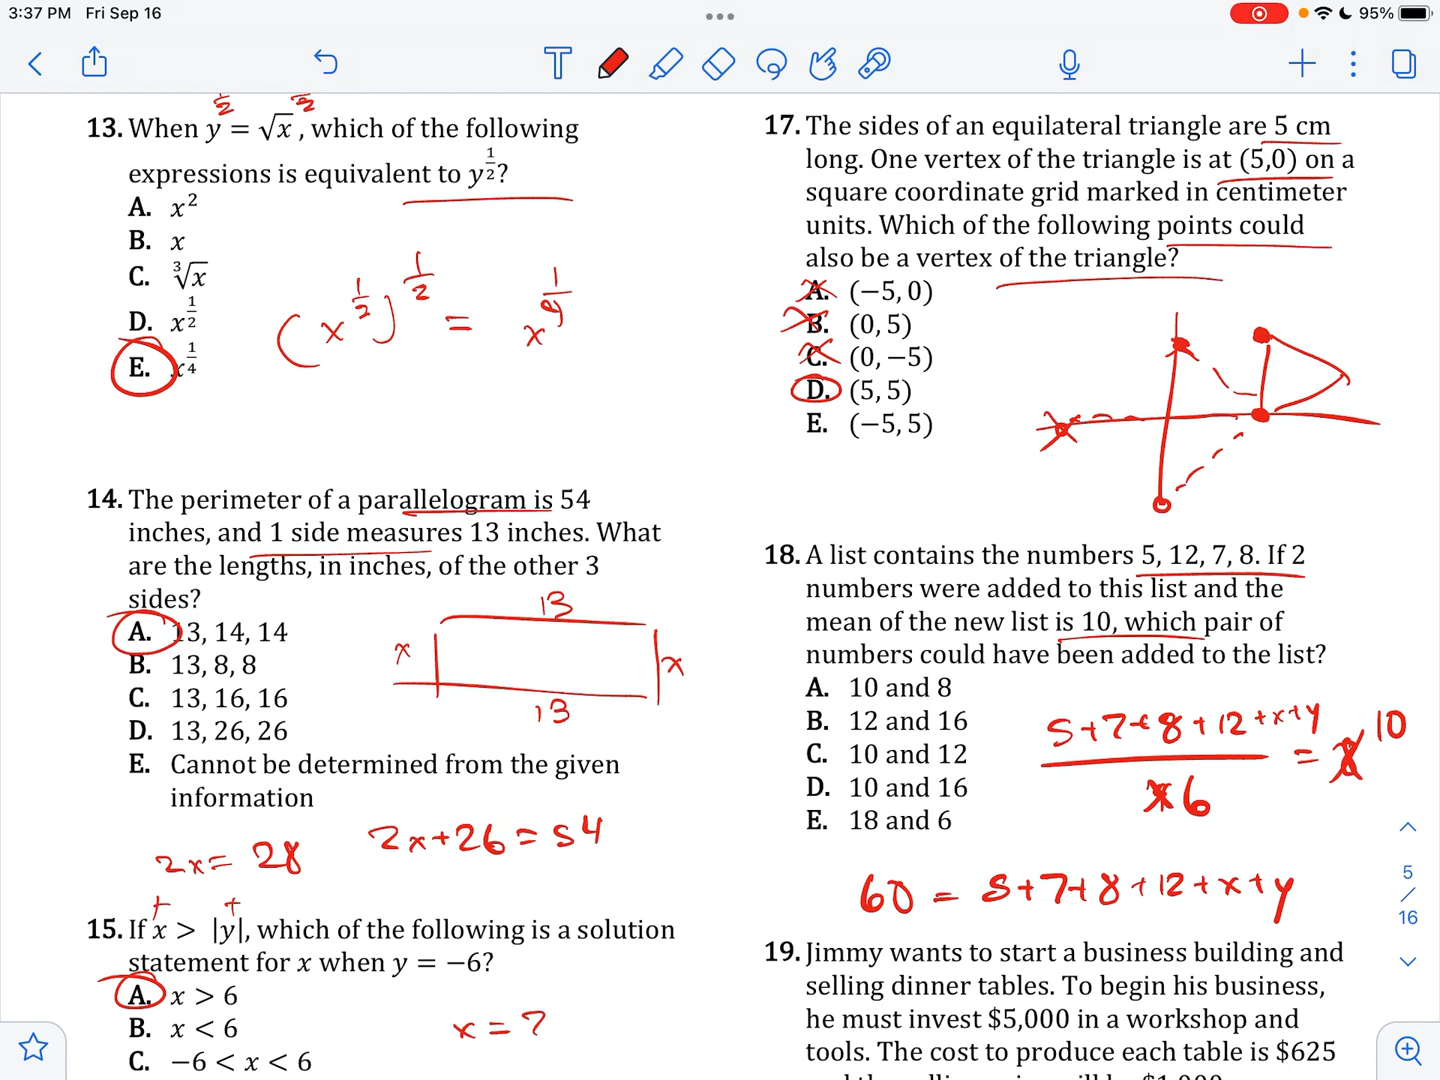 3:37 PM Fri Sep 16
95%
1/2 1/2
13. When y = √x, which of the following
expressions is equivalent to y^(1/2)?
A. x²
B. x
C. ∛x
D. x^(1/2)
E. x^(1/4)
(x^(1/2))^(1/2) = x^(1/4)
14. The perimeter of a parallelogram is 54
inches, and 1 side measures 13 inches. What
are the lengths, in inches, of the other 3
sides?
A. 13, 14, 14
B. 13, 8, 8
C. 13, 16, 16
D. 13, 26, 26
E. Cannot be determined from the given
information
13
x x
13
2x+26=54
2x= 28
+ +
15. If x > |y|, which of the following is a solution
statement for x when y = −6?
A. x > 6
B. x < 6
C. −6 < x < 6
x = 7
17. The sides of an equilateral triangle are 5 cm
long. One vertex of the triangle is at (5,0) on a
square coordinate grid marked in centimeter
units. Which of the following points could
also be a vertex of the triangle?
A. (−5, 0)
B. (0, 5)
C. (0, −5)
D. (5, 5)
E. (−5, 5)
18. A list contains the numbers 5, 12, 7, 8. If 2
numbers were added to this list and the
mean of the new list is 10, which pair of
numbers could have been added to the list?
A. 10 and 8
B. 12 and 16
C. 10 and 12
D. 10 and 16
E. 18 and 6
5+7+8+12+x+y
6
= 10
60 = 5+7+8+12+x+y
19. Jimmy wants to start a business building and
selling dinner tables. To begin his business,
he must invest $5,000 in a workshop and
tools. The cost to produce each table is $625
5
/
16